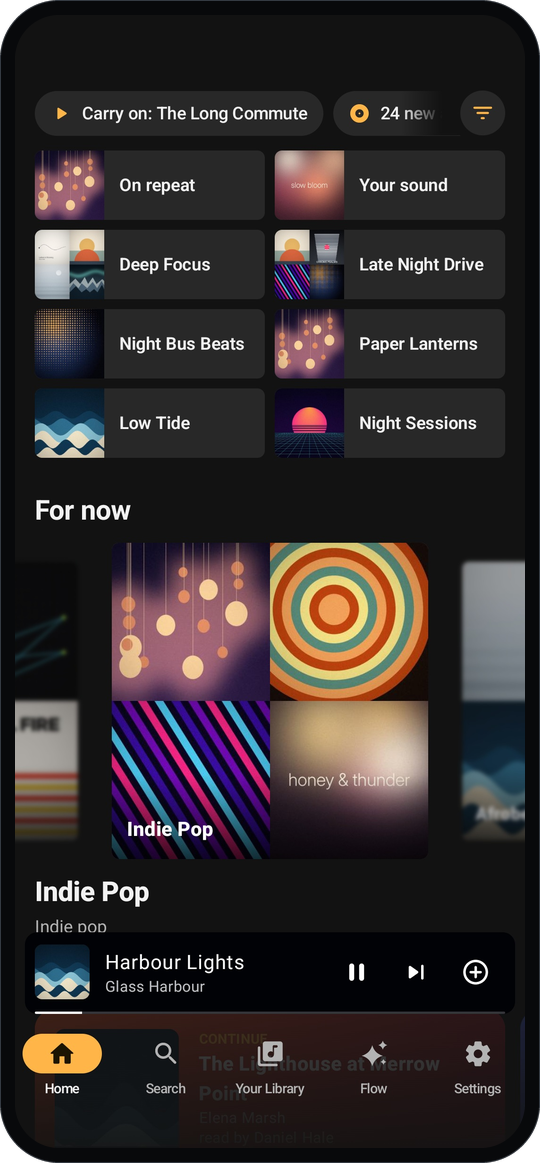 Carry on: The Long Commute
24 new
On repeat
slow bloom
Your sound
Deep Focus
Late Night Drive
Night Bus Beats
Paper Lanterns
Low Tide
Night Sessions
For now
FIRE
honey & thunder
Indie Pop
Afrobe
Indie Pop
Indie pop
Harbour Lights
Glass Harbour
CONTINUE
The Lighthouse at Merrow
Point
Elena Marsh
read by Daniel Hale
Home
Search
Your Library
Flow
Settings